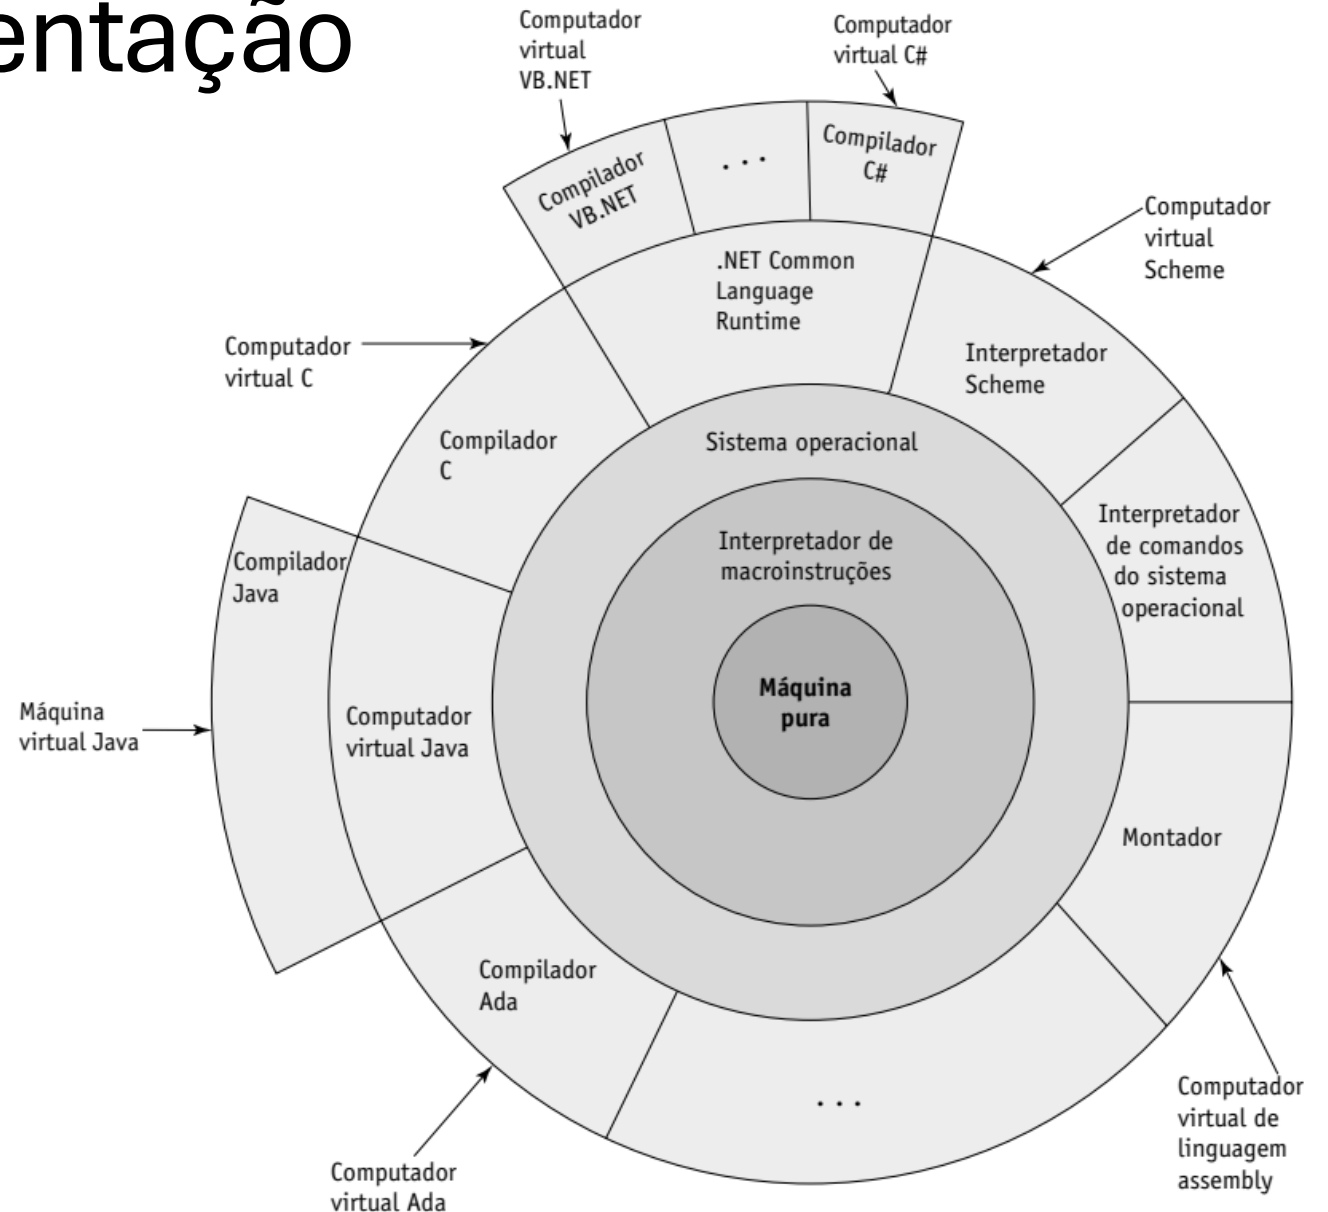 entação
Computador
virtual
VB.NET
Computador
virtual C#
Compilador
VB.NET
. . .
Compilador
C#
Computador
virtual
Scheme
.NET Common
Language
Runtime
Computador
virtual C
Interpretador
Scheme
Compilador
C
Sistema operacional
Interpretador
de comandos
do sistema
operacional
Interpretador de
macroinstruções
Compilador
Java
Máquina
pura
Máquina
virtual Java
Computador
virtual Java
Montador
Compilador
Ada
. . .
Computador
virtual de
linguagem
assembly
Computador
virtual Ada